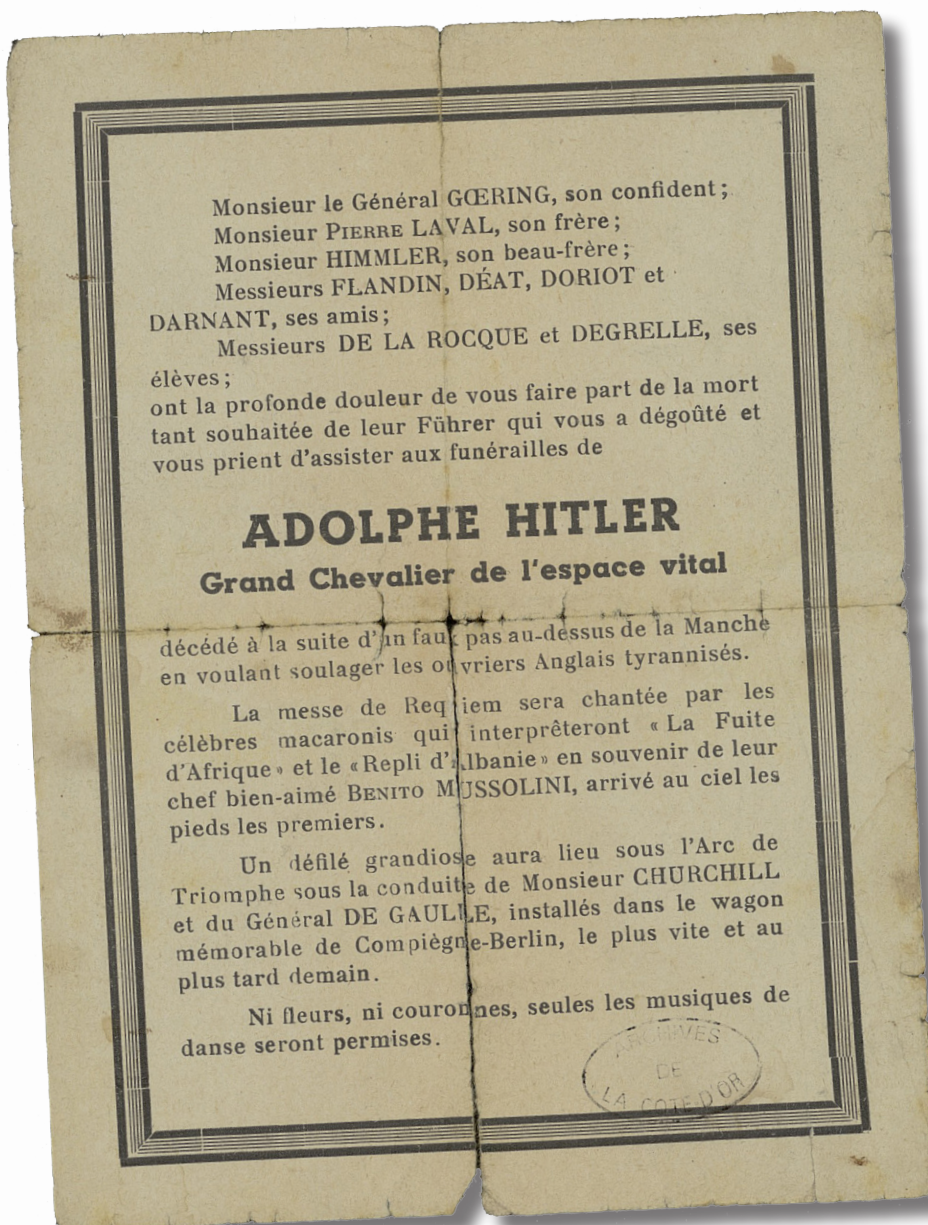 Monsieur le Général GŒRING, son confident;
Monsieur PIERRE LAVAL, son frère;
Monsieur HIMMLER, son beau-frère;
Messieurs FLANDIN, DÉAT, DORIOT et
DARNANT, ses amis;
Messieurs DE LA ROCQUE et DEGRELLE, ses
élèves;
ont la profonde douleur de vous faire part de la mort
tant souhaitée de leur Führer qui vous a dégoûté et
vous prient d'assister aux funérailles de
ADOLPHE HITLER
Grand Chevalier de l'espace vital
décédé à la suite d'un faux pas au-dessus de la Manche
en voulant soulager les ouvriers Anglais tyrannisés.
La messe de Requiem sera chantée par les
célèbres macaronis qui interprêteront « La Fuite
d'Afrique » et le « Repli d'Albanie » en souvenir de leur
chef bien-aimé BENITO MUSSOLINI, arrivé au ciel les
pieds les premiers.
Un défilé grandiose aura lieu sous l'Arc de
Triomphe sous la conduite de Monsieur CHURCHILL
et du Général DE GAULLE, installés dans le wagon
mémorable de Compiègne-Berlin, le plus vite et au
plus tard demain.
Ni fleurs, ni couronnes, seules les musiques de
danse seront permises.
ARCHIVES
DE
LA COTE-D'OR